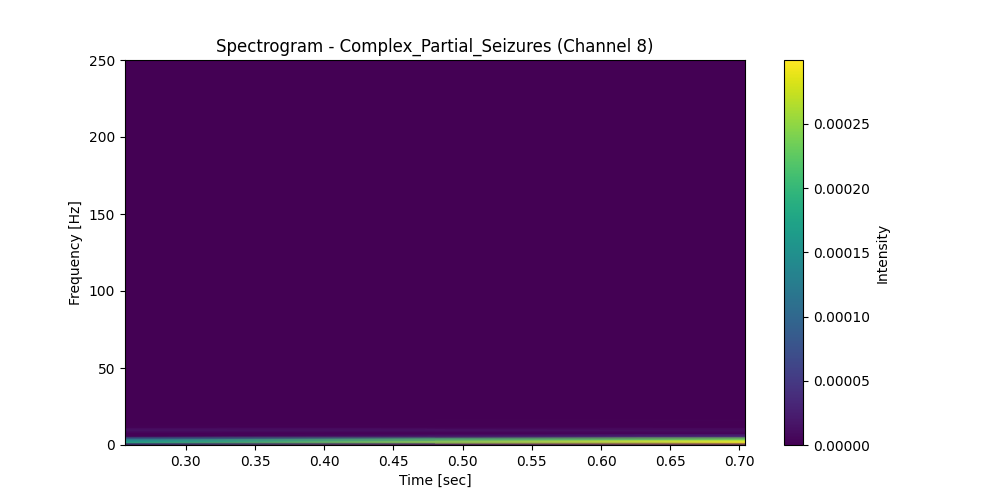 Spectrogram - Complex_Partial_Seizures (Channel 8)
250
200
150
100
50
0
Frequency [Hz]
0.30 0.35 0.40 0.45 0.50 0.55 0.60 0.65 0.70
Time [sec]
0.00025
0.00020
0.00015
0.00010
0.00005
0.00000
Intensity